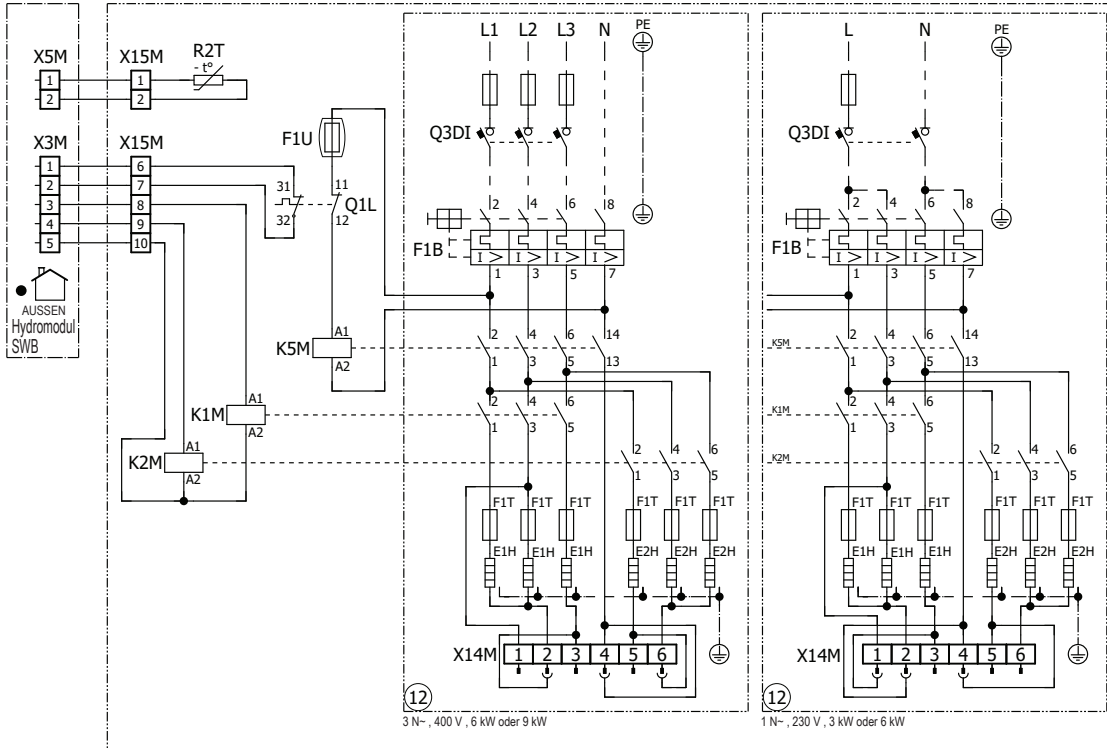 X5M
1
2
X15M
1
2
R2T
- t°
X3M
1
2
3
4
5
X15M
6
7
8
9
10
AUSSEN
Hydromodul
SWB
F1U
31
32
11
12
Q1L
K5M
A1
A2
K1M
A1
A2
K2M
A1
A2
L1 L2 L3 N PE
Q3DI
2 4 6 8
F1B
I > I > I > I >
1 3 5 7
2 4 6 14
1 3 5 13
2 4 6
1 3 5
2 4 6
1 3 5
F1T F1T F1T F1T F1T F1T
E1H E1H E1H E2H E2H E2H
X14M 1 2 3 4 5 6
12
3 N~ , 400 V , 6 kW oder 9 kW
L N PE
Q3DI
2 4 6 8
F1B
I > I > I > I >
1 3 5 7
2 4 6 14
K5M
1 3 5 13
2 4 6
K1M
1 3 5
2 4 6
K2M
1 3 5
F1T F1T F1T F1T F1T F1T
E1H E1H E1H E2H E2H E2H
X14M 1 2 3 4 5 6
12
1 N~ , 230 V , 3 kW oder 6 kW